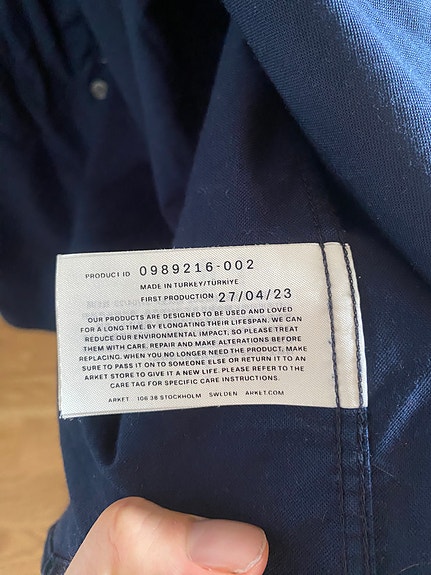 PRODUCT ID 0989216-002
MADE IN TURKEY/TÜRKIYE
FIRST PRODUCTION 27/04/23
OUR PRODUCTS ARE DESIGNED TO BE USED AND LOVED
FOR A LONG TIME. BY ELONGATING THEIR LIFESPAN, WE CAN
REDUCE OUR ENVIRONMENTAL IMPACT, SO PLEASE TREAT
THEM WITH CARE, REPAIR AND MAKE ALTERATIONS BEFORE
REPLACING. WHEN YOU NO LONGER NEED THE PRODUCT, MAKE
SURE TO PASS IT ON TO SOMEONE ELSE OR RETURN IT TO AN
ARKET STORE TO GIVE IT A NEW LIFE. PLEASE REFER TO THE
CARE TAG FOR SPECIFIC CARE INSTRUCTIONS.
ARKET 106 38 STOCKHOLM SWEDEN ARKET.COM